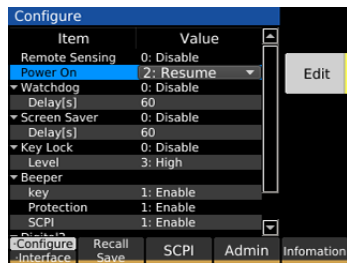 Configure
Item Value
Remote Sensing 0: Disable
Power On 2: Resume
Watchdog 0: Disable
Delay[s] 60
Screen Saver 0: Disable
Delay[s] 60
Key Lock 0: Disable
Level 3: High
Beeper
key 1: Enable
Protection 1: Enable
SCPI 1: Enable
Edit
Configure Recall SCPI Admin Infomation
Interface Save